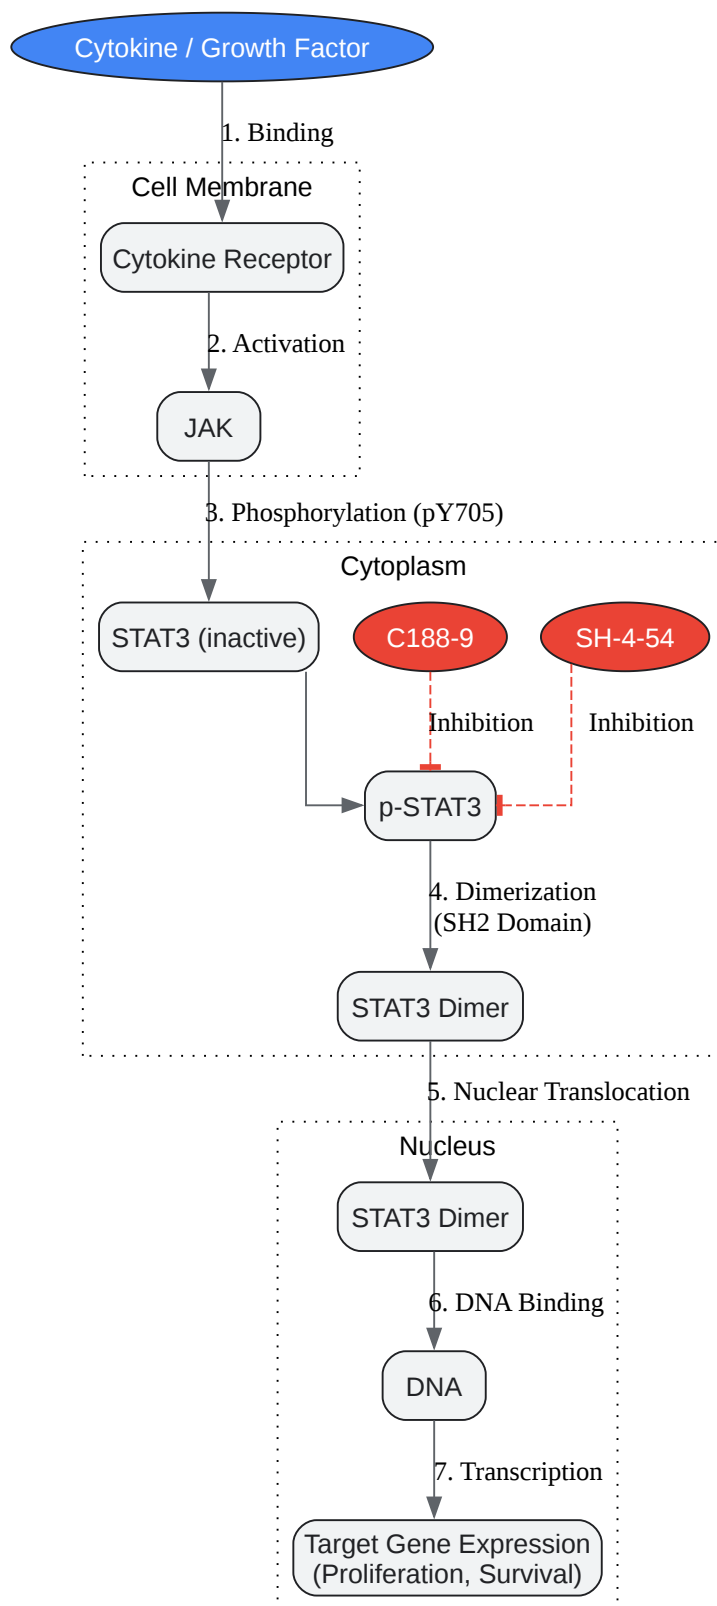 Cytokine / Growth Factor
1. Binding
Cell Membrane
Cytokine Receptor
2. Activation
JAK
3. Phosphorylation (pY705)
Cytoplasm
STAT3 (inactive)
C188-9
SH-4-54
Inhibition
Inhibition
p-STAT3
4. Dimerization
(SH2 Domain)
STAT3 Dimer
5. Nuclear Translocation
Nucleus
STAT3 Dimer
6. DNA Binding
DNA
7. Transcription
Target Gene Expression
(Proliferation, Survival)